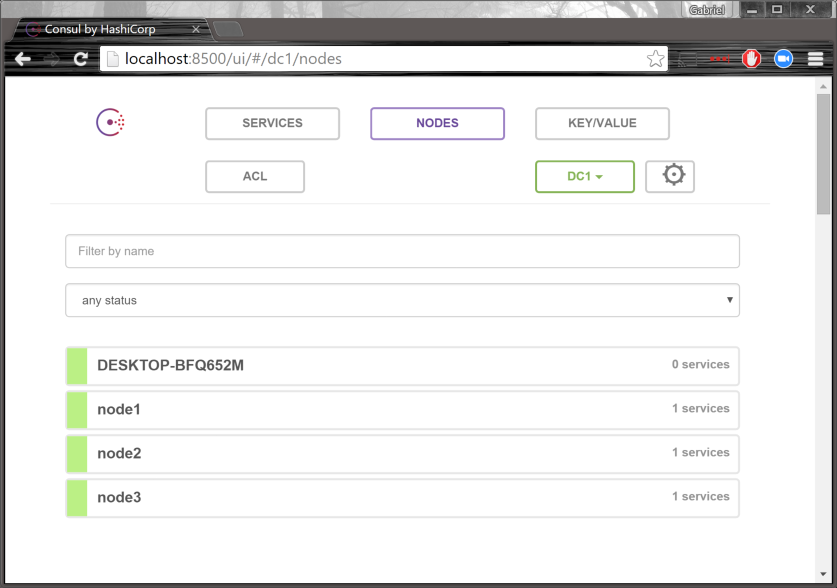 Gabriel
Consul by HashiCorp
localhost:8500/ui/#/dc1/nodes
SERVICES
NODES
KEY/VALUE
ACL
DC1
Filter by name
any status
DESKTOP-BFQ652M 0 services
node1 1 services
node2 1 services
node3 1 services